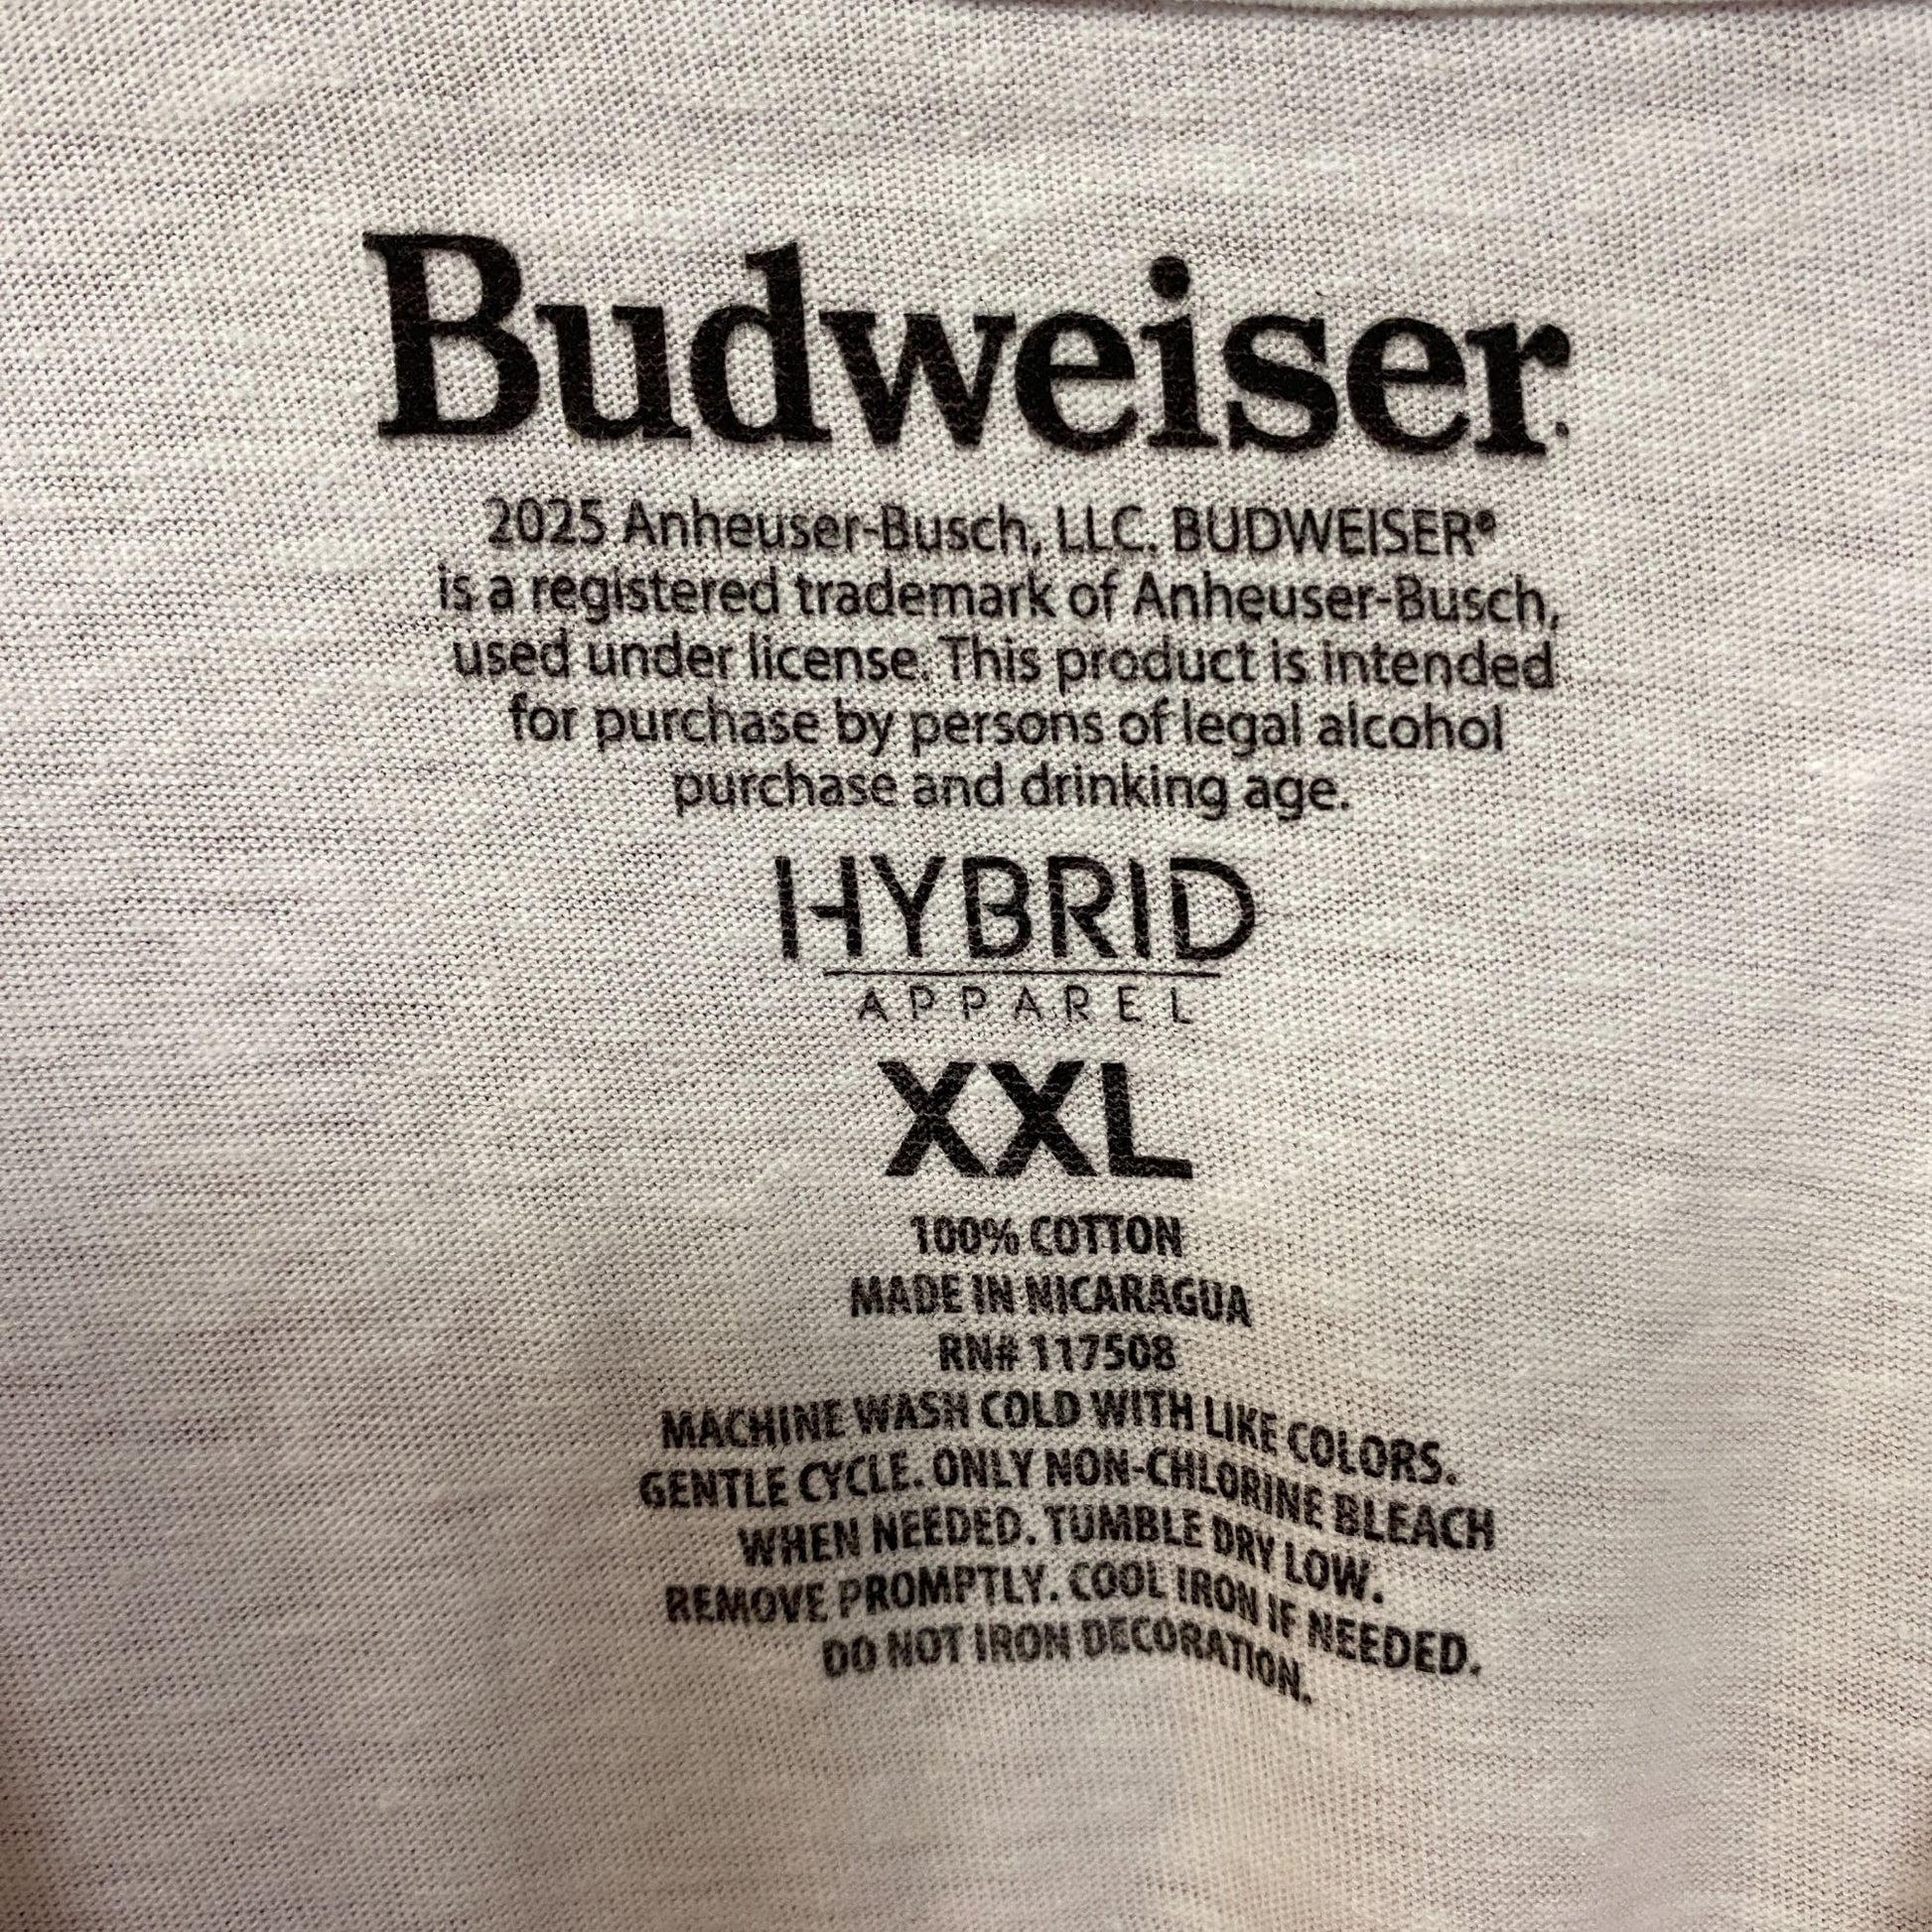 Budweiser.
2025 Anheuser-Busch, LLC. BUDWEISER®
is a registered trademark of Anheuser-Busch,
used under license. This product is intended
for purchase by persons of legal alcohol
purchase and drinking age.
HYBRID
APPAREL
XXL
100% COTTON
MADE IN NICARAGUA
RN# 117508
MACHINE WASH COLD WITH LIKE COLORS.
GENTLE CYCLE. ONLY NON-CHLORINE BLEACH
WHEN NEEDED. TUMBLE DRY LOW.
REMOVE PROMPTLY. COOL IRON IF NEEDED.
DO NOT IRON DECORATION.